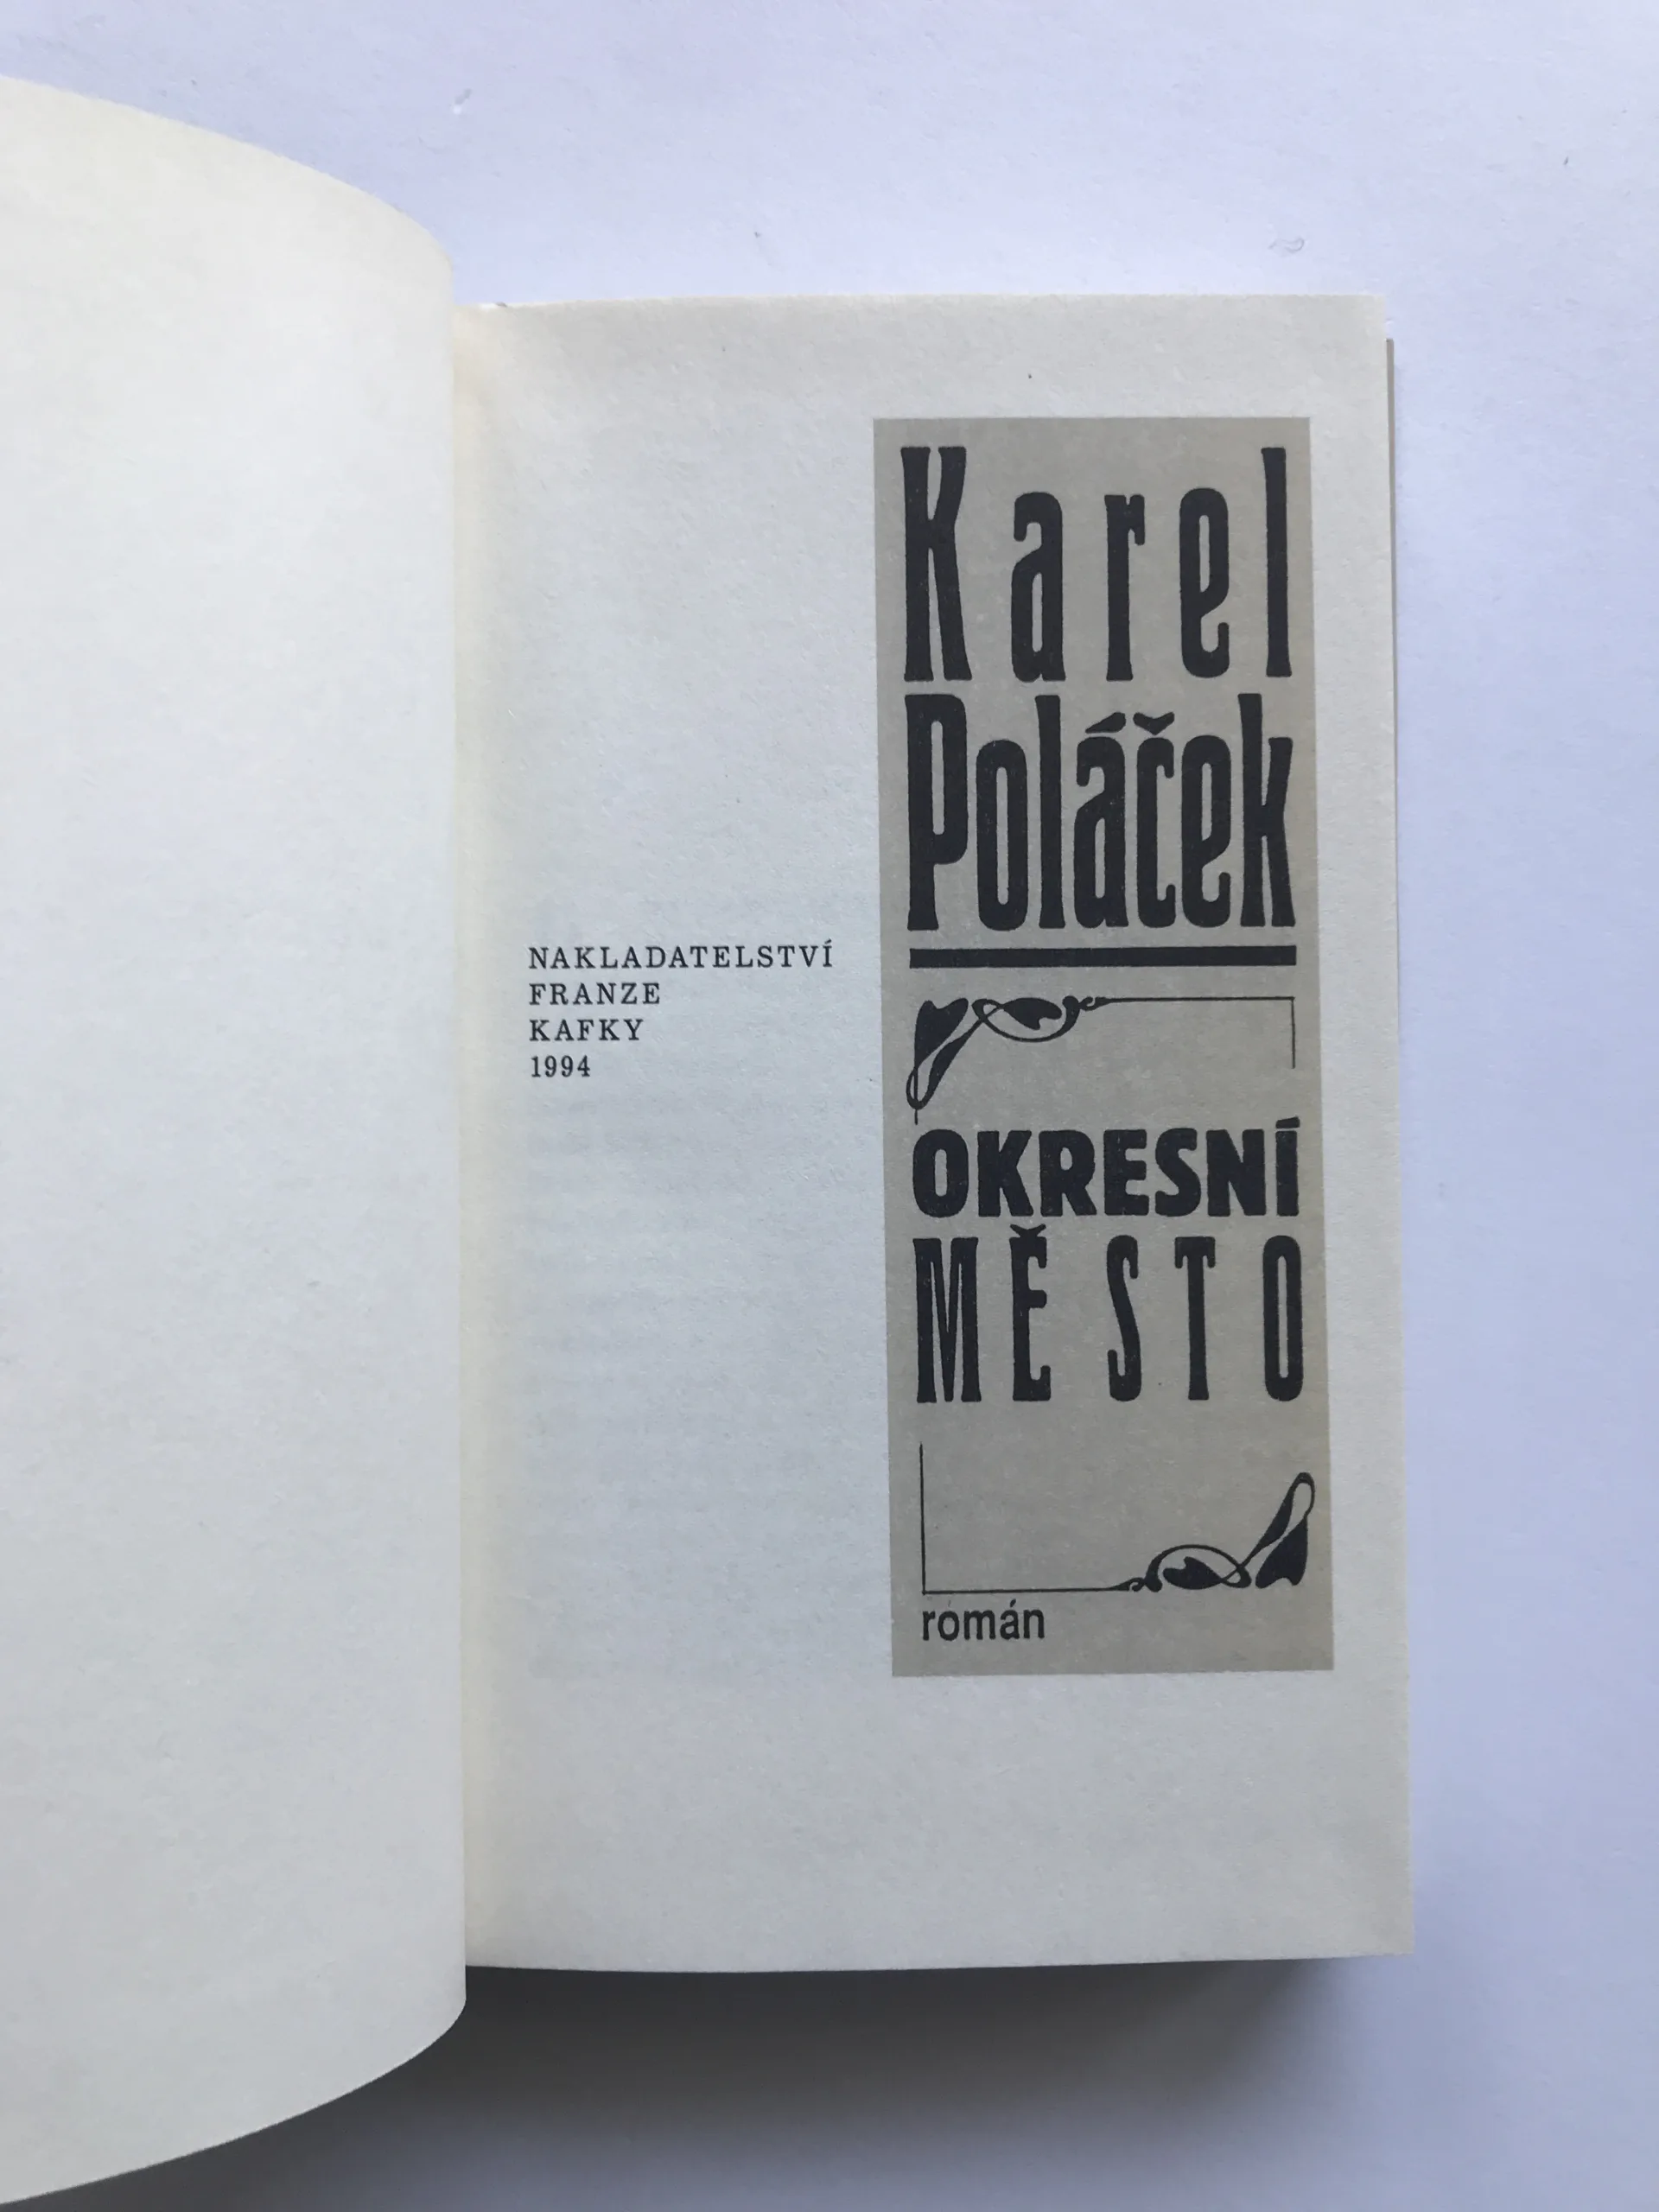 Karel
Poláček
NAKLADATELSTVÍ
FRANZE
KAFKY
1994
OKRESNÍ
MĚSTO
román